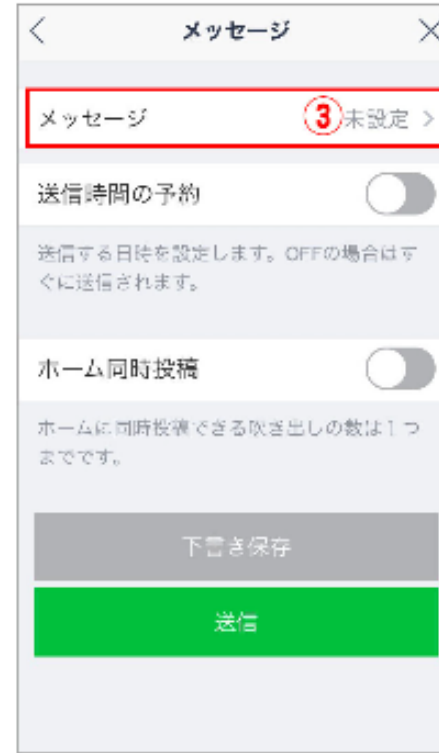 メッセージ
メッセージ ③未設定
送信時間の予約
送信する日時を設定します。OFFの場合はす
ぐに送信されます。
ホーム同時投稿
ホームに同時投稿できる吹き出しの数は1つ
までです。
下書き保存
送信